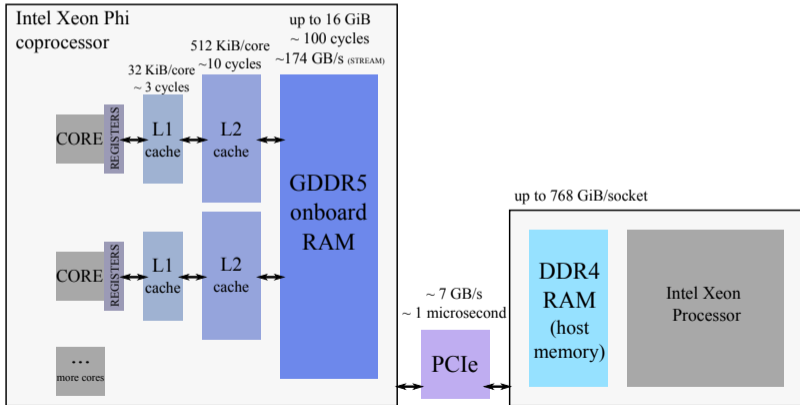 Intel Xeon Phi
coprocessor
up to 16 GiB
~ 100 cycles
~174 GB/s (STREAM)
512 KiB/core
~10 cycles
32 KiB/core
~ 3 cycles
CORE
REGISTERS
L1
cache
L2
cache
GDDR5
onboard
RAM
CORE
REGISTERS
L1
cache
L2
cache
...
more cores
~ 7 GB/s
~ 1 microsecond
PCIe
up to 768 GiB/socket
DDR4
RAM
(host
memory)
Intel Xeon
Processor